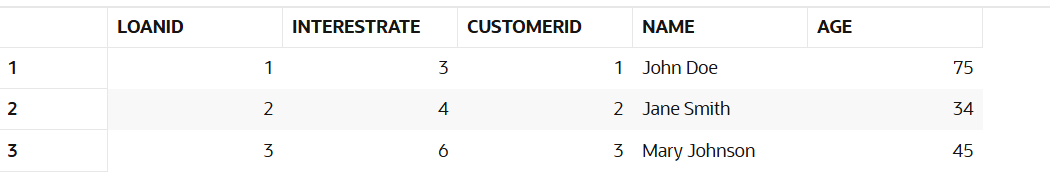 LOANID INTERESTRATE CUSTOMERID NAME AGE
1 1 3 1 John Doe 75
2 2 4 2 Jane Smith 34
3 3 6 3 Mary Johnson 45